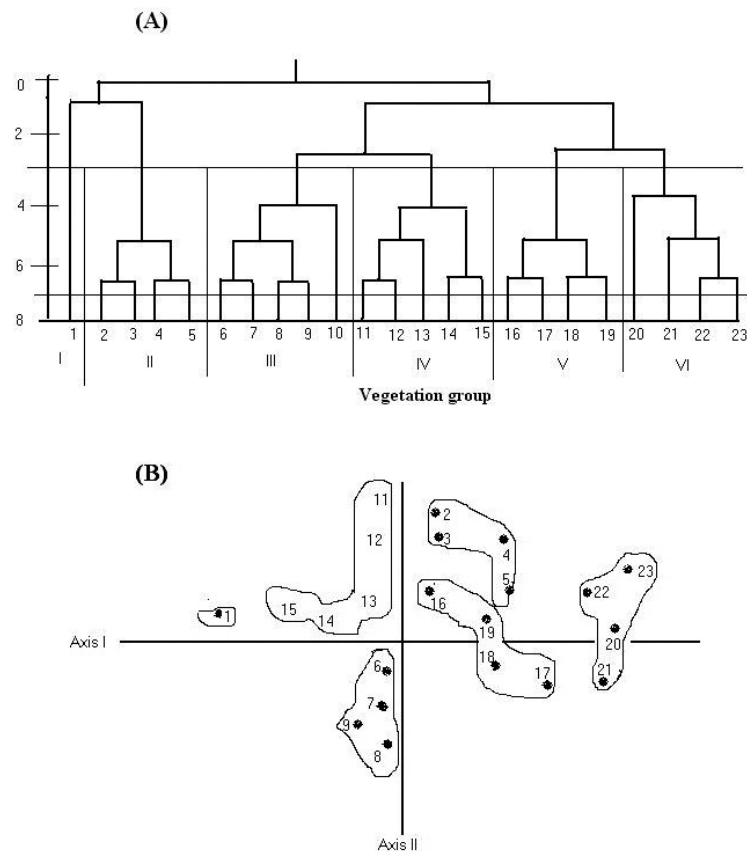 (A)
0
2
4
6
8
1 2 3 4 5 6 7 8 9 10 11 12 13 14 15 16 17 18 19 20 21 22 23
I II III IV V VI
Vegetation group
(B)
11
2
12 3 4
23
5 22
1 15 14 13 16
19 20
Axis I
6 18 17 21
7
9
8
Axis II